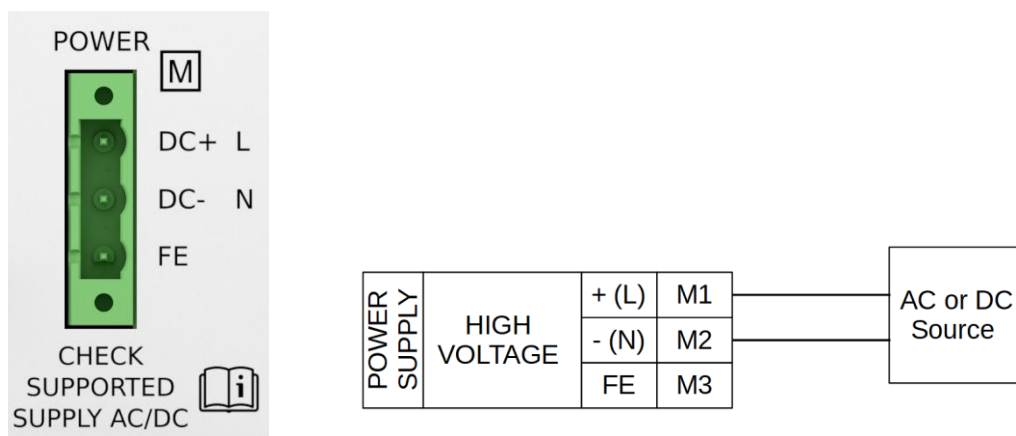 POWER
M
DC+ L
DC- N
FE
CHECK
SUPPORTED
SUPPLY AC/DC
i
POWER
SUPPLY
HIGH
VOLTAGE
+ (L) M1
- (N) M2
FE M3
AC or DC
Source